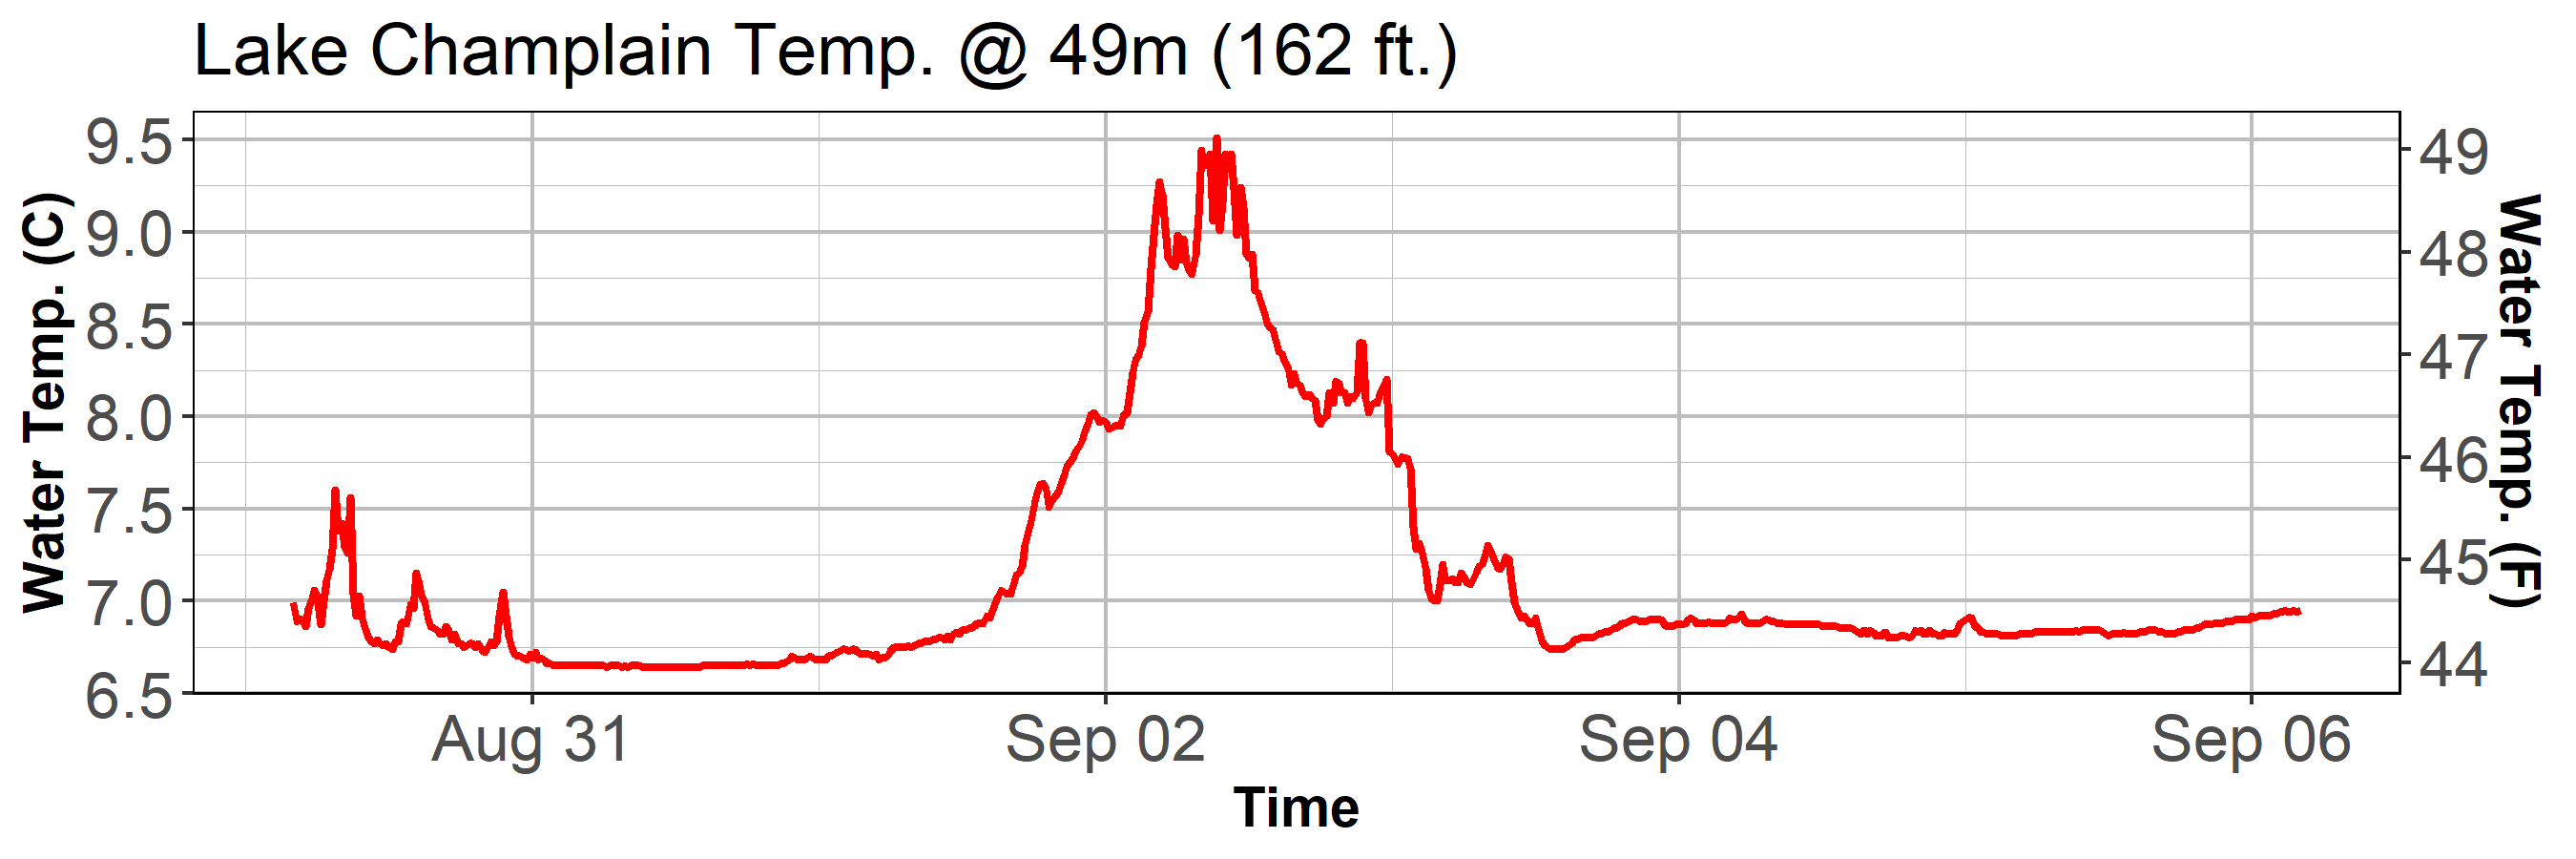 Lake Champlain Temp. @ 49m (162 ft.)
Water Temp. (C)
9.5
9.0
8.5
8.0
7.5
7.0
6.5
49
48
47
46
45
44
Water Temp. (F)
Aug 31
Sep 02
Sep 04
Sep 06
Time